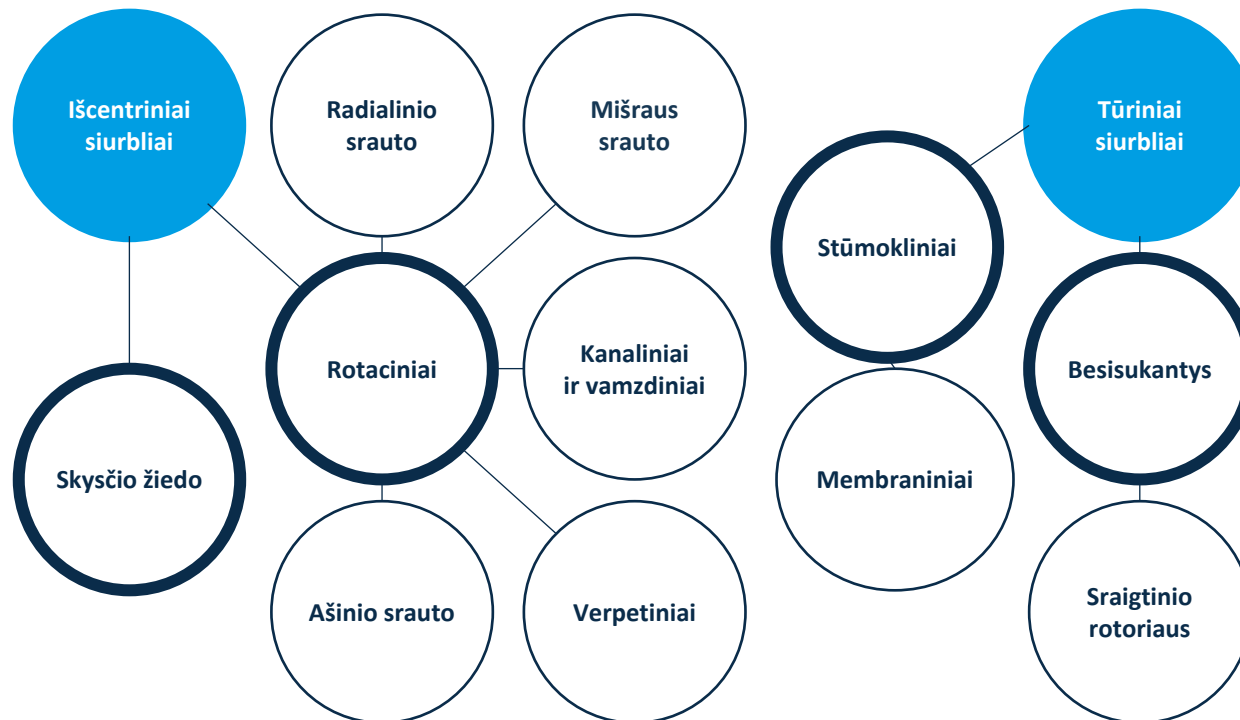 Išcentriniai
siurbliai
Radialinio
srauto
Mišraus
srauto
Tūriniai
siurbliai
Stūmokliniai
Rotaciniai
Kanaliniai
ir vamzdiniai
Besisukantys
Skysčio žiedo
Membraniniai
Ašinio srauto
Verpetiniai
Sraigtinio
rotoriaus